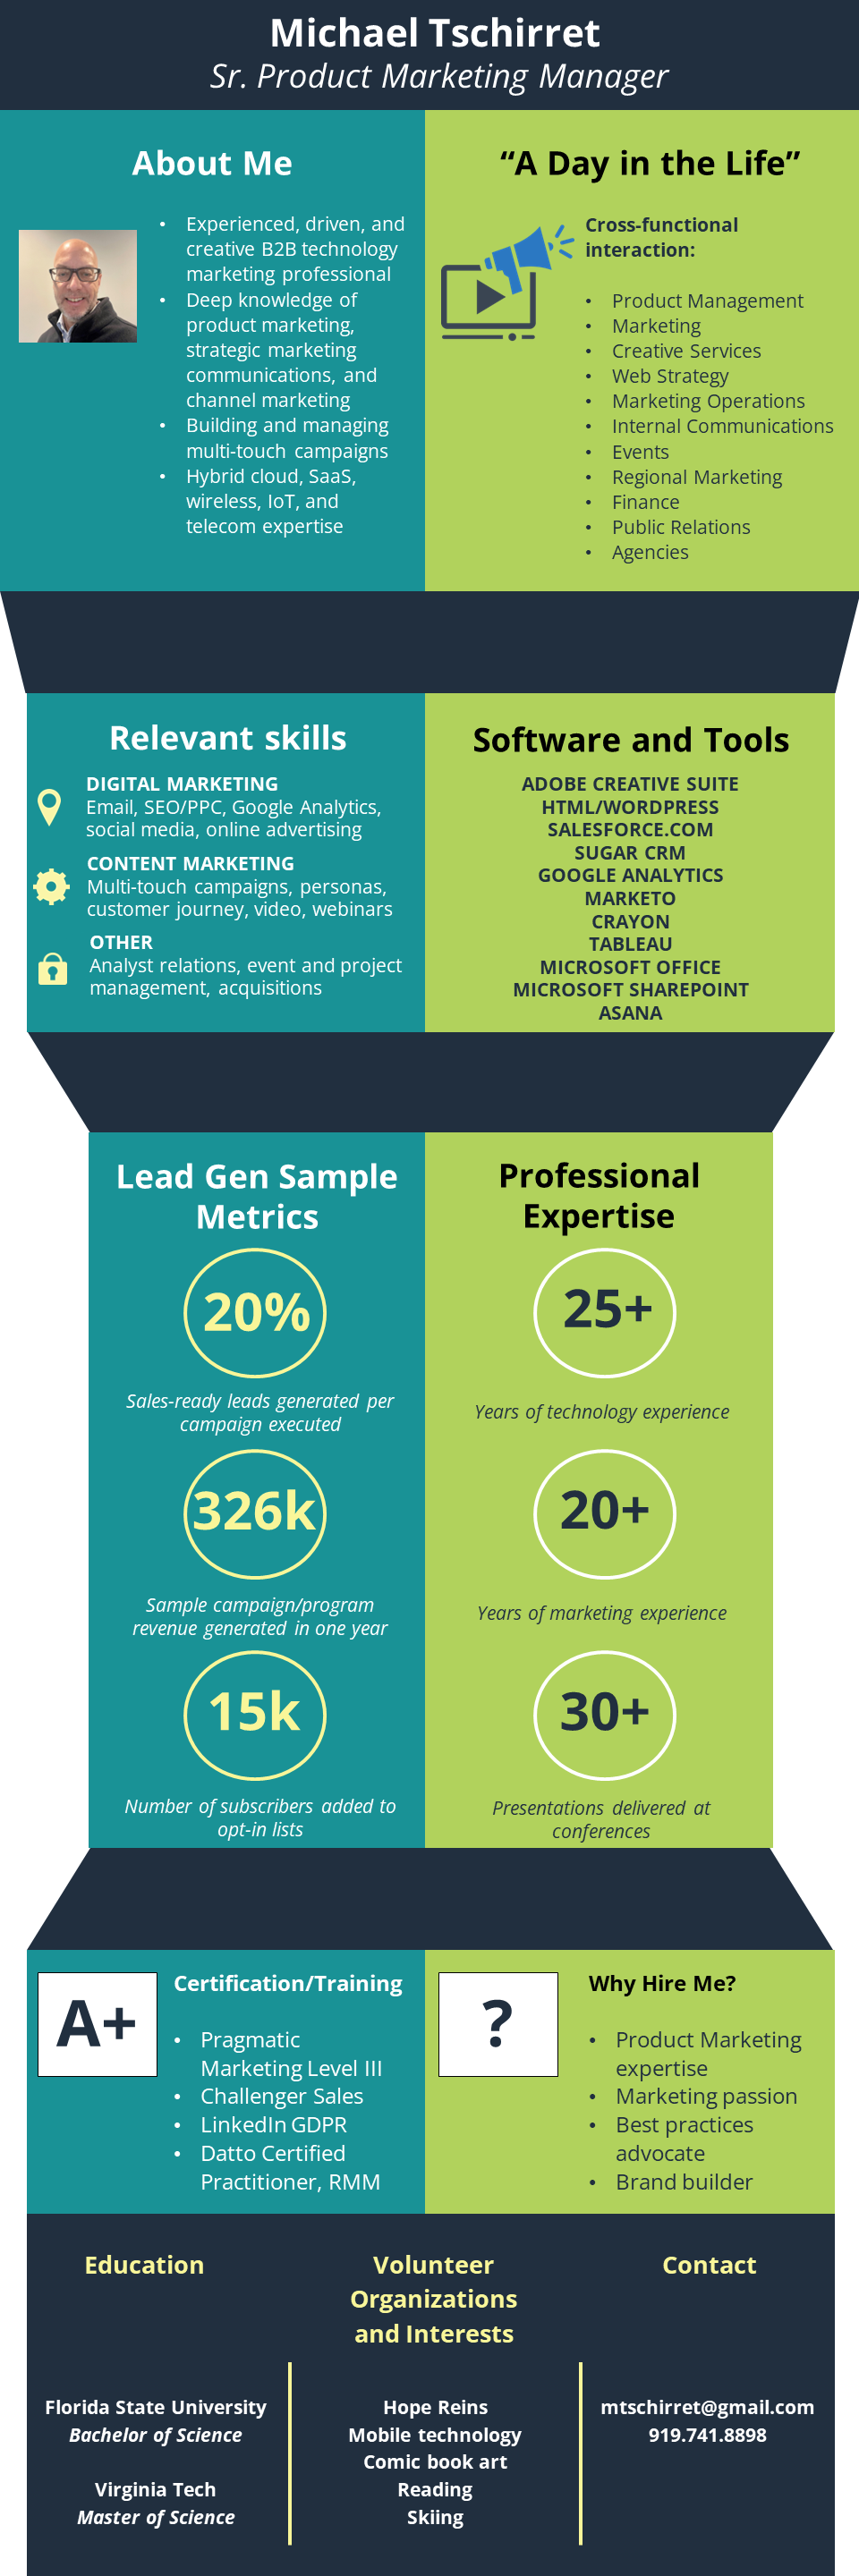 Michael Tschirret
Sr. Product Marketing Manager
About Me
• Experienced, driven, and
creative B2B technology
marketing professional
• Deep knowledge of
product marketing,
strategic marketing
communications, and
channel marketing
• Building and managing
multi-touch campaigns
• Hybrid cloud, SaaS,
wireless, IoT, and
telecom expertise
“A Day in the Life”
Cross-functional
interaction:
• Product Management
• Marketing
• Creative Services
• Web Strategy
• Marketing Operations
• Internal Communications
• Events
• Regional Marketing
• Finance
• Public Relations
• Agencies
Relevant skills
DIGITAL MARKETING
Email, SEO/PPC, Google Analytics,
social media, online advertising
CONTENT MARKETING
Multi-touch campaigns, personas,
customer journey, video, webinars
OTHER
Analyst relations, event and project
management, acquisitions
Software and Tools
ADOBE CREATIVE SUITE
HTML/WORDPRESS
SALESFORCE.COM
SUGAR CRM
GOOGLE ANALYTICS
MARKETO
CRAYON
TABLEAU
MICROSOFT OFFICE
MICROSOFT SHAREPOINT
ASANA
Lead Gen Sample
Metrics
20%
Sales-ready leads generated per
campaign executed
326k
Sample campaign/program
revenue generated in one year
15k
Number of subscribers added to
opt-in lists
Professional
Expertise
25+
Years of technology experience
20+
Years of marketing experience
30+
Presentations delivered at
conferences
A+
Certification/Training
• Pragmatic
Marketing Level III
• Challenger Sales
• LinkedIn GDPR
• Datto Certified
Practitioner, RMM
?
Why Hire Me?
• Product Marketing
expertise
• Marketing passion
• Best practices
advocate
• Brand builder
Education
Florida State University
Bachelor of Science
Virginia Tech
Master of Science
Volunteer
Organizations
and Interests
Hope Reins
Mobile technology
Comic book art
Reading
Skiing
Contact
mtschirret@gmail.com
919.741.8898